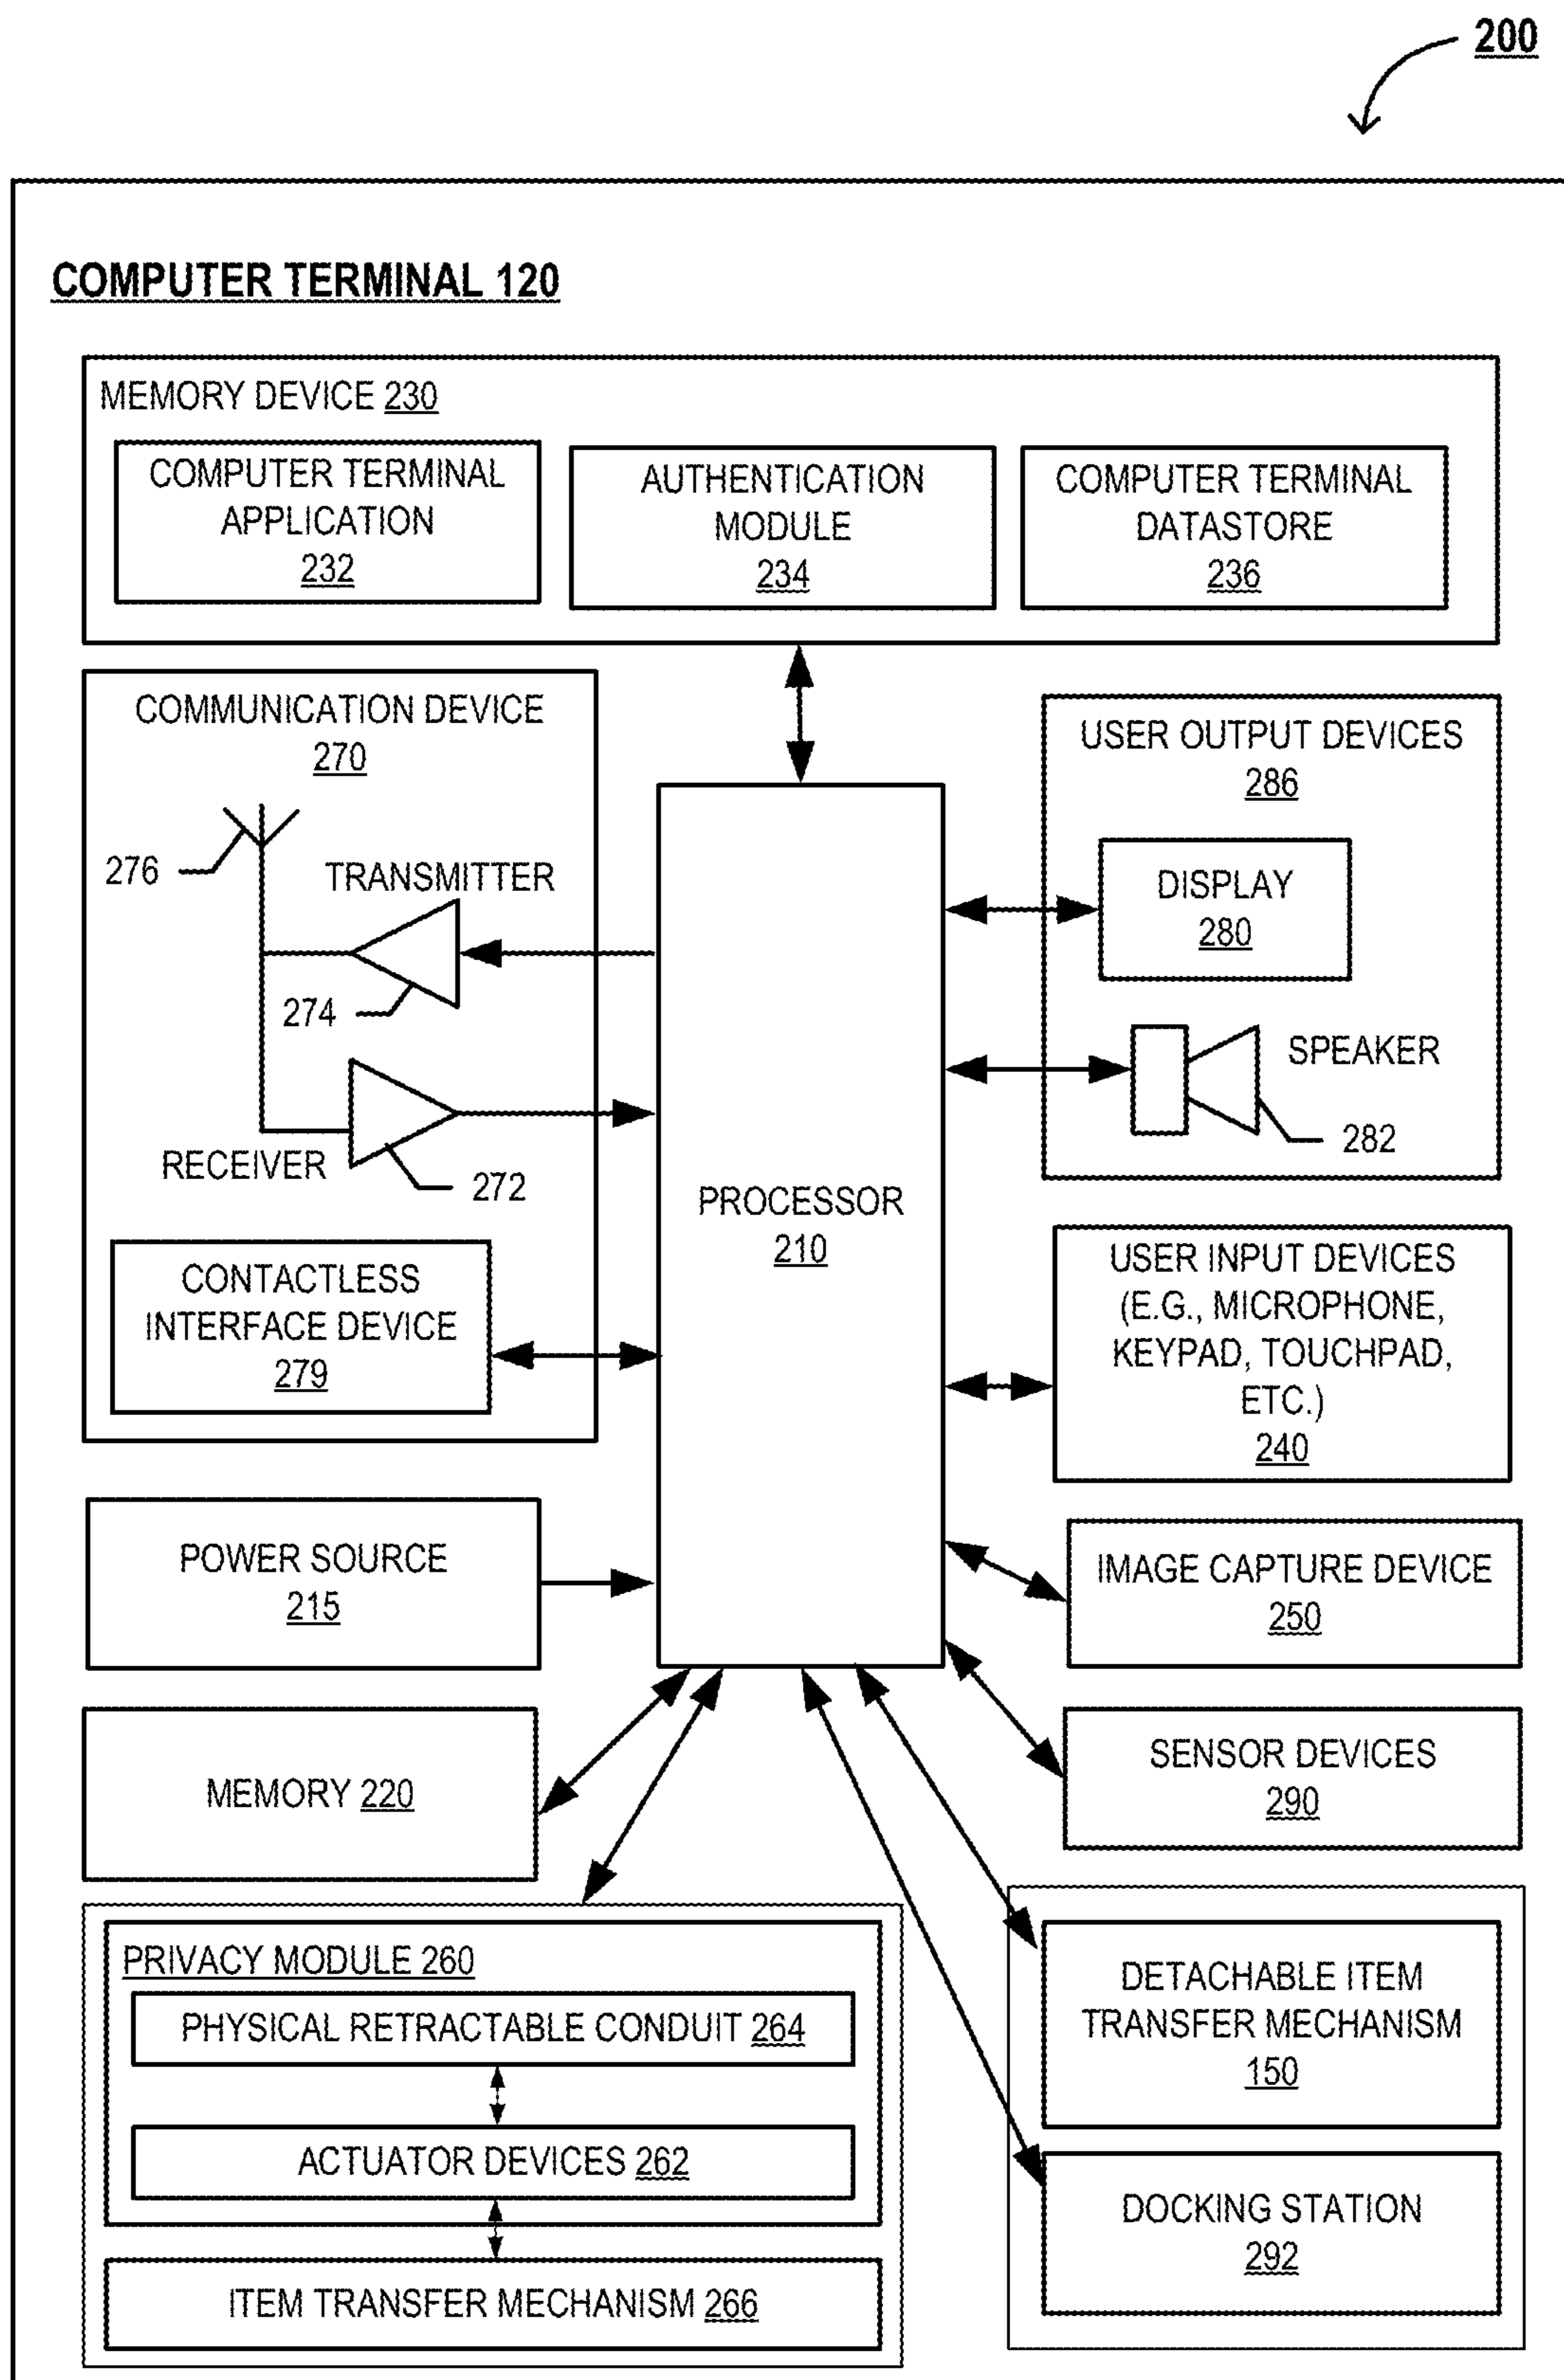 200
COMPUTER TERMINAL 120
MEMORY DEVICE 230
COMPUTER TERMINAL
APPLICATION
232
AUTHENTICATION
MODULE
234
COMPUTER TERMINAL
DATASTORE
236
COMMUNICATION DEVICE
270
276
TRANSMITTER
274
RECEIVER
272
CONTACTLESS
INTERFACE DEVICE
279
PROCESSOR
210
USER OUTPUT DEVICES
286
DISPLAY
280
SPEAKER
282
USER INPUT DEVICES
(E.G., MICROPHONE,
KEYPAD, TOUCHPAD,
ETC.)
240
POWER SOURCE
215
IMAGE CAPTURE DEVICE
250
MEMORY 220
SENSOR DEVICES
290
PRIVACY MODULE 260
PHYSICAL RETRACTABLE CONDUIT 264
ACTUATOR DEVICES 262
ITEM TRANSFER MECHANISM 266
DETACHABLE ITEM
TRANSFER MECHANISM
150
DOCKING STATION
292